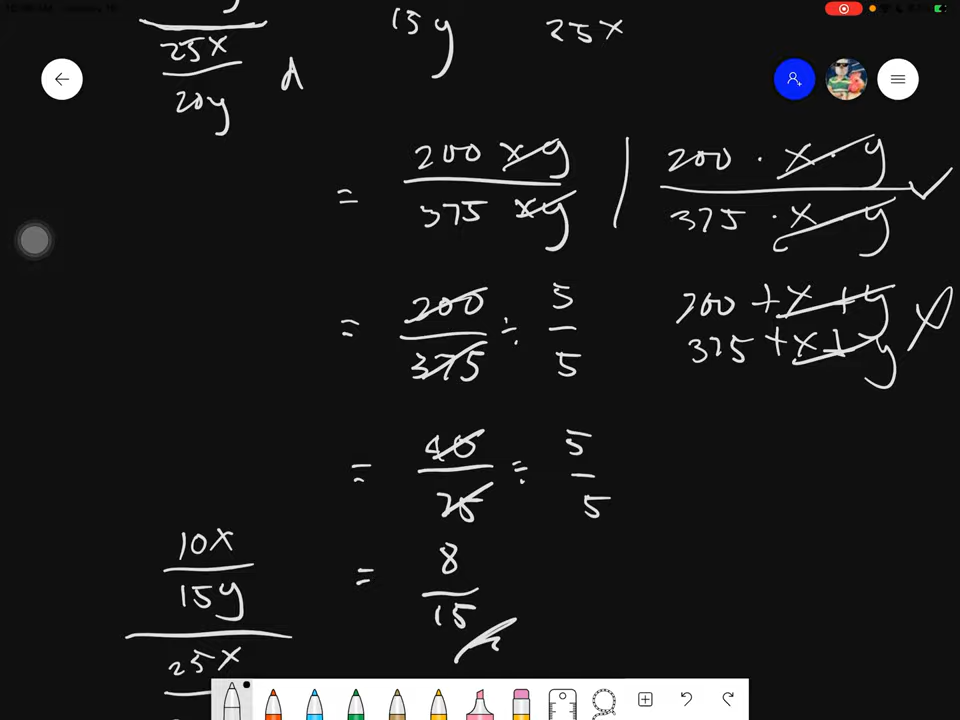 15y 25x
25x
20y
= 200 xy / 375 xy | 200 · x · y / 375 · x · y ✓
= 200 / 375 ÷ 5 / 5
200 + x + y / 375 + x + y ✗
= 40 / 75 ÷ 5 / 5
= 8 / 15
10x
15y
25x